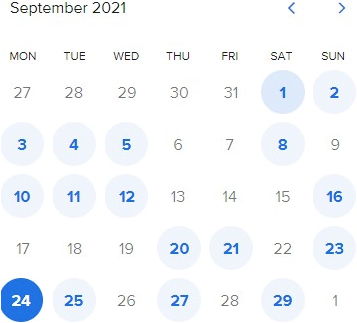 September 2021
MON TUE WED THU FRI SAT SUN
27 28 29 30 31 1 2
3 4 5 6 7 8 9
10 11 12 13 14 15 16
17 18 19 20 21 22 23
24 25 26 27 28 29 1